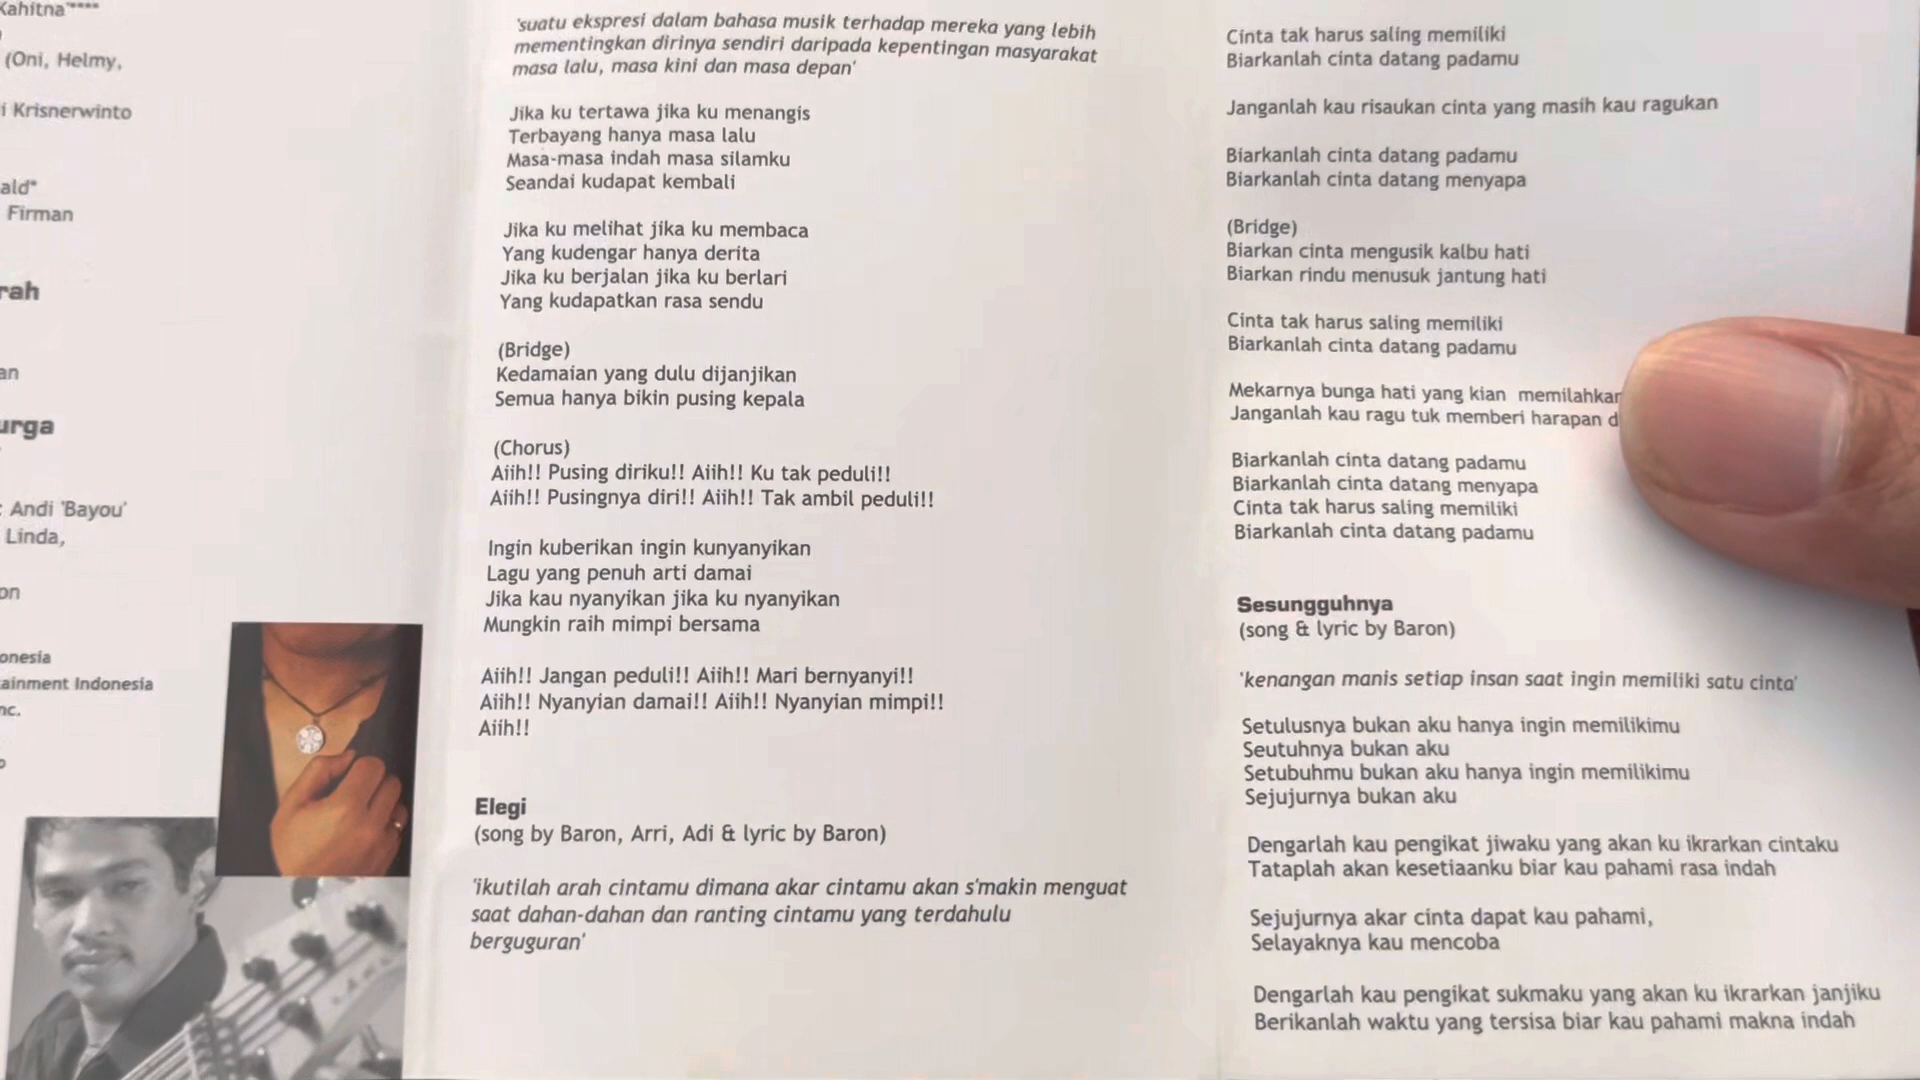 Kahitna'****
(Oni, Helmy,
i Krisnerwinto
ald*
Firman
rah
an
urga
: Andi 'Bayou'
Linda,
on
onesia
ainment Indonesia
nc.
'suatu ekspresi dalam bahasa musik terhadap mereka yang lebih
mementingkan dirinya sendiri daripada kepentingan masyarakat
masa lalu, masa kini dan masa depan'
Jika ku tertawa jika ku menangis
Terbayang hanya masa lalu
Masa-masa indah masa silamku
Seandai kudapat kembali
Jika ku melihat jika ku membaca
Yang kudengar hanya derita
Jika ku berjalan jika ku berlari
Yang kudapatkan rasa sendu
(Bridge)
Kedamaian yang dulu dijanjikan
Semua hanya bikin pusing kepala
(Chorus)
Aiih!! Pusing diriku!! Aiih!! Ku tak peduli!!
Aiih!! Pusingnya diri!! Aiih!! Tak ambil peduli!!
Ingin kuberikan ingin kunyanyikan
Lagu yang penuh arti damai
Jika kau nyanyikan jika ku nyanyikan
Mungkin raih mimpi bersama
Aiih!! Jangan peduli!! Aiih!! Mari bernyanyi!!
Aiih!! Nyanyian damai!! Aiih!! Nyanyian mimpi!!
Aiih!!
Elegi
(song by Baron, Arri, Adi & lyric by Baron)
'ikutilah arah cintamu dimana akar cintamu akan s'makin menguat
saat dahan-dahan dan ranting cintamu yang terdahulu
berguguran'
Cinta tak harus saling memiliki
Biarkanlah cinta datang padamu
Janganlah kau risaukan cinta yang masih kau ragukan
Biarkanlah cinta datang padamu
Biarkanlah cinta datang menyapa
(Bridge)
Biarkan cinta mengusik kalbu hati
Biarkan rindu menusuk jantung hati
Cinta tak harus saling memiliki
Biarkanlah cinta datang padamu
Mekarnya bunga hati yang kian memilahkan
Janganlah kau ragu tuk memberi harapan d
Biarkanlah cinta datang padamu
Biarkanlah cinta datang menyapa
Cinta tak harus saling memiliki
Biarkanlah cinta datang padamu
Sesungguhnya
(song & lyric by Baron)
'kenangan manis setiap insan saat ingin memiliki satu cinta'
Setulusnya bukan aku hanya ingin memilikimu
Seutuhnya bukan aku
Setubuhmu bukan aku hanya ingin memilikimu
Sejujurnya bukan aku
Dengarlah kau pengikat jiwaku yang akan ku ikrarkan cintaku
Tataplah akan kesetiaanku biar kau pahami rasa indah
Sejujurnya akar cinta dapat kau pahami,
Selayaknya kau mencoba
Dengarlah kau pengikat sukmaku yang akan ku ikrarkan janjiku
Berikanlah waktu yang tersisa biar kau pahami makna indah